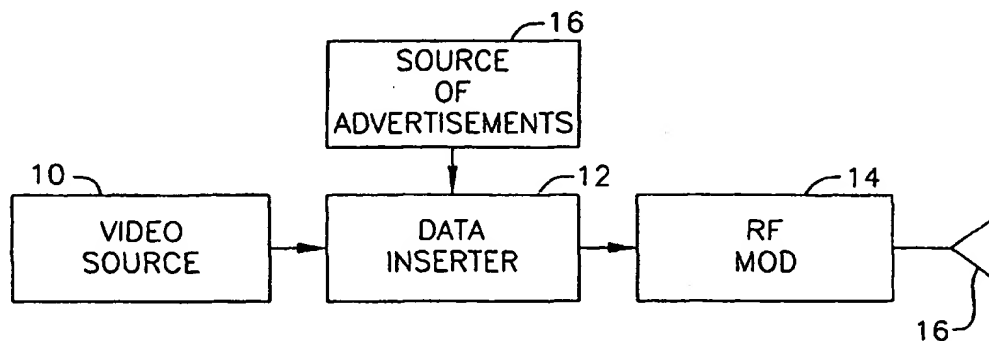 16
SOURCE
OF
ADVERTISEMENTS
10
12
14
VIDEO
SOURCE
DATA
INSERTER
RF
MOD
16